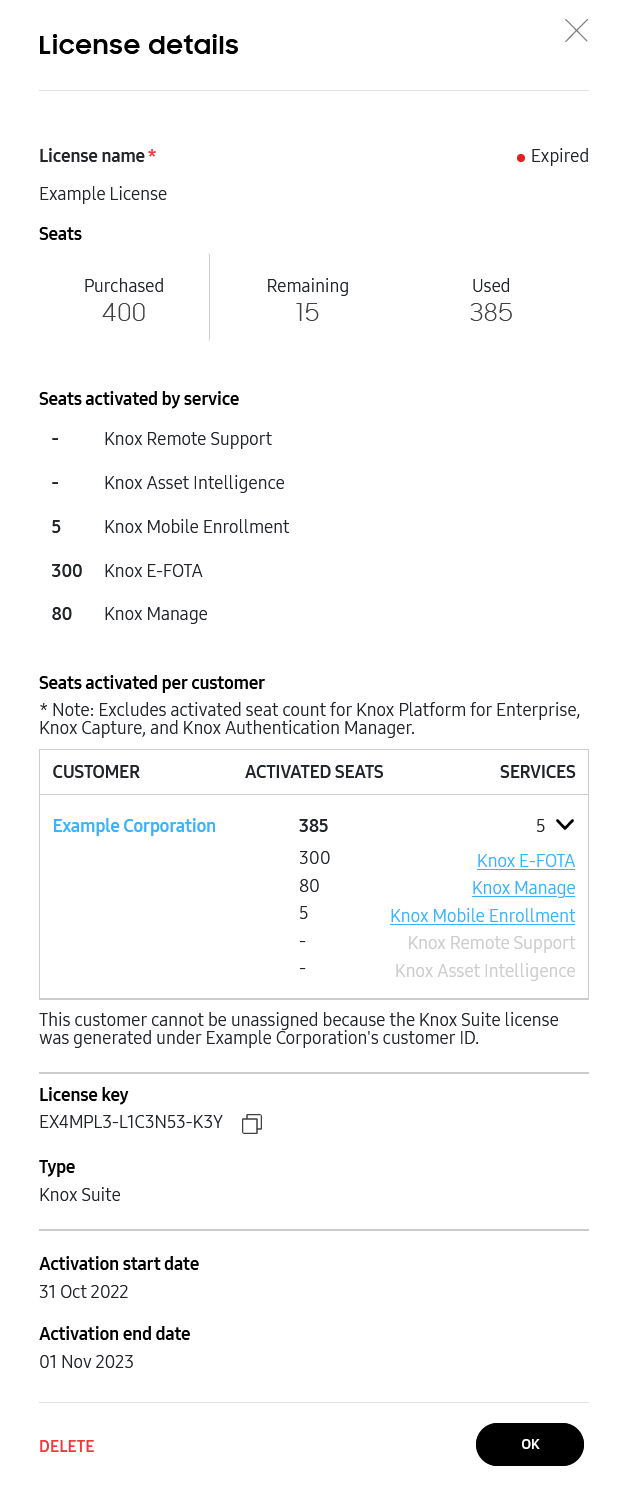 License details
License name * Expired
Example License
Seats
Purchased Remaining Used
400 15 385
Seats activated by service
- Knox Remote Support
- Knox Asset Intelligence
5 Knox Mobile Enrollment
300 Knox E-FOTA
80 Knox Manage
Seats activated per customer
* Note: Excludes activated seat count for Knox Platform for Enterprise,
Knox Capture, and Knox Authentication Manager.
CUSTOMER ACTIVATED SEATS SERVICES
Example Corporation 385 5
300 Knox E-FOTA
80 Knox Manage
5 Knox Mobile Enrollment
- Knox Remote Support
- Knox Asset Intelligence
This customer cannot be unassigned because the Knox Suite license
was generated under Example Corporation's customer ID.
License key
EX4MPL3-L1C3N53-K3Y
Type
Knox Suite
Activation start date
31 Oct 2022
Activation end date
01 Nov 2023
DELETE OK